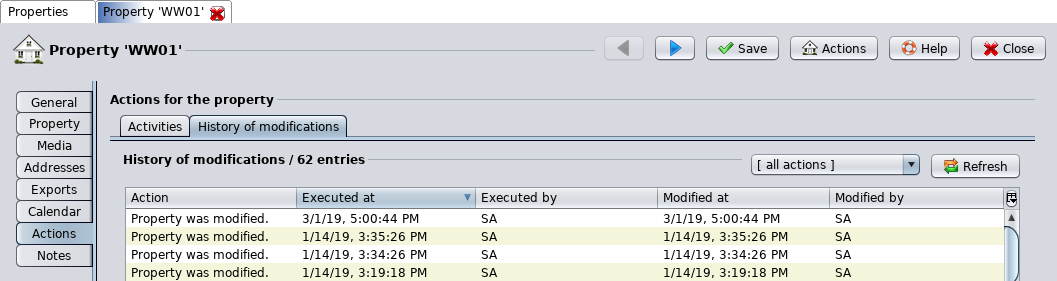 Properties Property 'WW01'
Property 'WW01' Save Actions Help Close
General
Property
Media
Addresses
Exports
Calendar
Actions
Notes
Actions for the property
Activities History of modifications
History of modifications / 62 entries [ all actions ] Refresh
Action Executed at Executed by Modified at Modified by
Property was modified. 3/1/19, 5:00:44 PM SA 3/1/19, 5:00:44 PM SA
Property was modified. 1/14/19, 3:35:26 PM SA 1/14/19, 3:35:26 PM SA
Property was modified. 1/14/19, 3:34:26 PM SA 1/14/19, 3:34:26 PM SA
Property was modified. 1/14/19, 3:19:18 PM SA 1/14/19, 3:19:18 PM SA